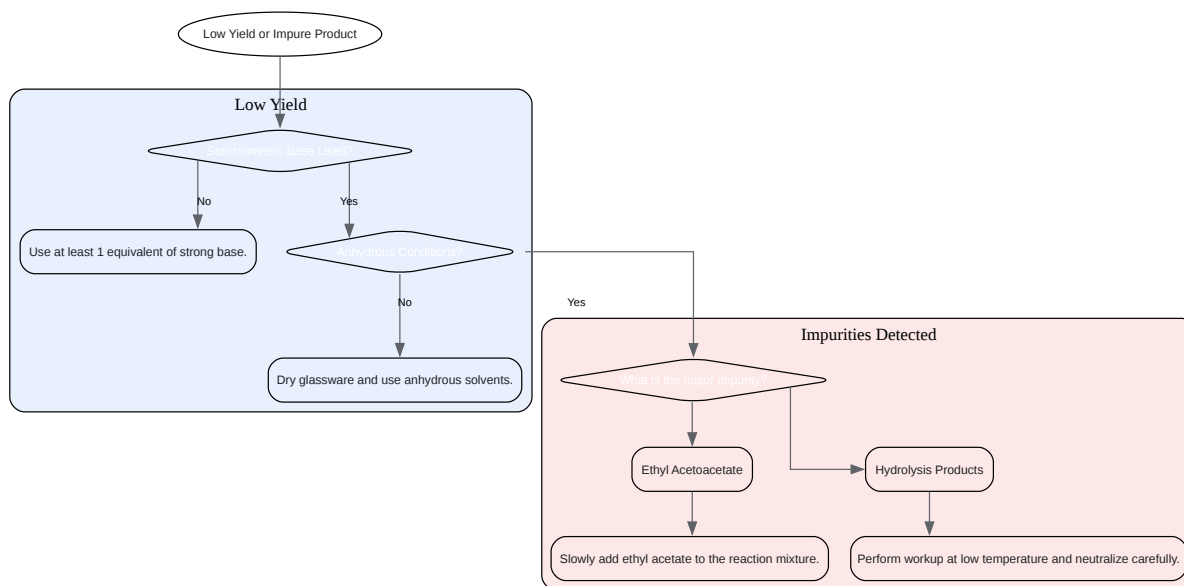 Low Yield or Impure Product
Low Yield
Stoichiometric Base Used?
No
Yes
Use at least 1 equivalent of strong base.
Anhydrous Conditions?
No
Yes
Dry glassware and use anhydrous solvents.
Impurities Detected
What is the major impurity?
Ethyl Acetoacetate
Hydrolysis Products
Slowly add ethyl acetate to the reaction mixture.
Perform workup at low temperature and neutralize carefully.